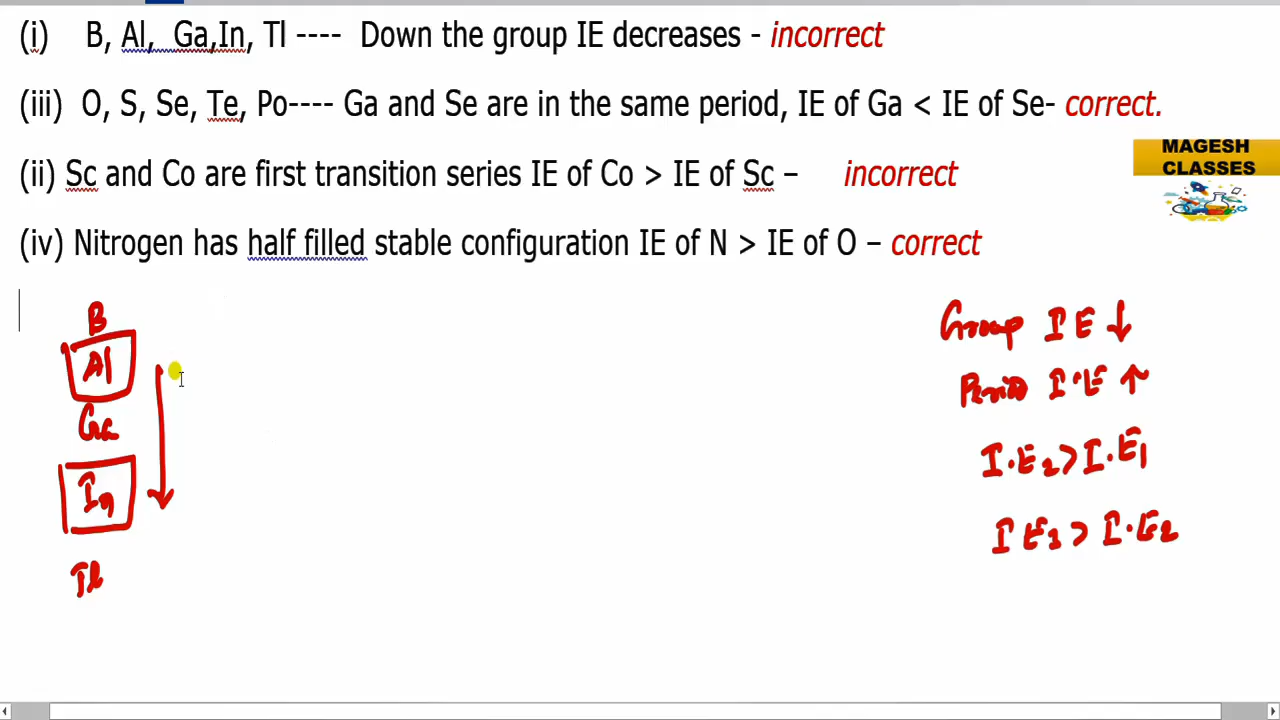 (i) B, Al, Ga,In, Tl ---- Down the group IE decreases - incorrect
(iii) O, S, Se, Te, Po---- Ga and Se are in the same period, IE of Ga < IE of Se- correct.
MAGESH
CLASSES
(ii) Sc and Co are first transition series IE of Co > IE of Sc – incorrect
(iv) Nitrogen has half filled stable configuration IE of N > IE of O – correct
B
Al
Ga
In
Tl
Group I E ↓
Period I.E ↑
I.E2 > I.E1
I E3 > I.E2